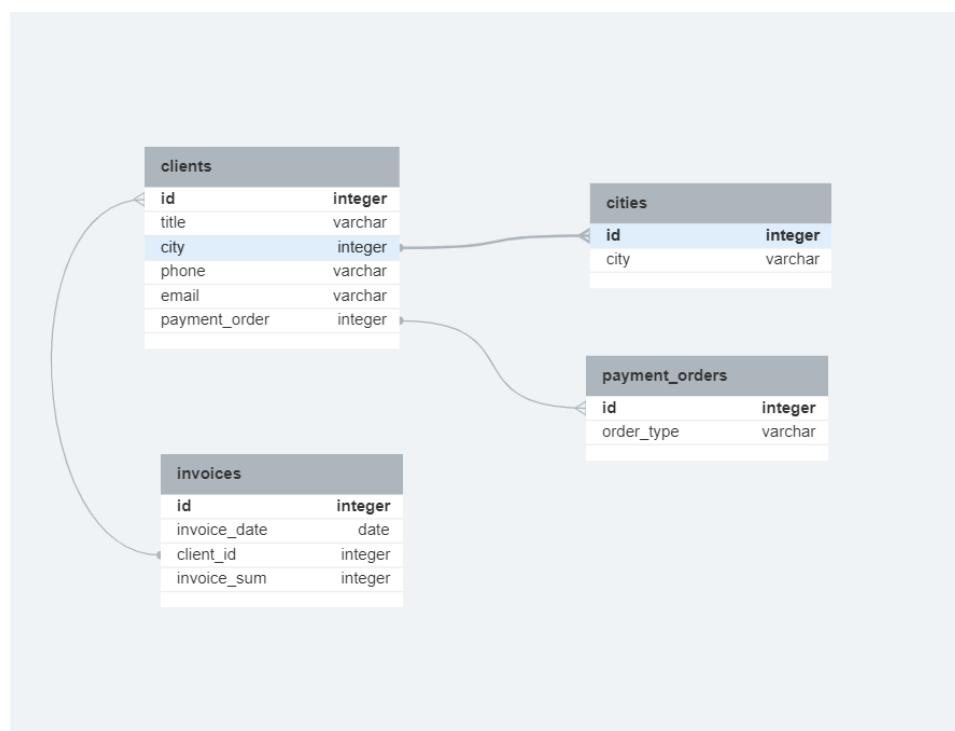 clients
id integer
title varchar
city integer
phone varchar
email varchar
payment_order integer
cities
id integer
city varchar
payment_orders
id integer
order_type varchar
invoices
id integer
invoice_date date
client_id integer
invoice_sum integer